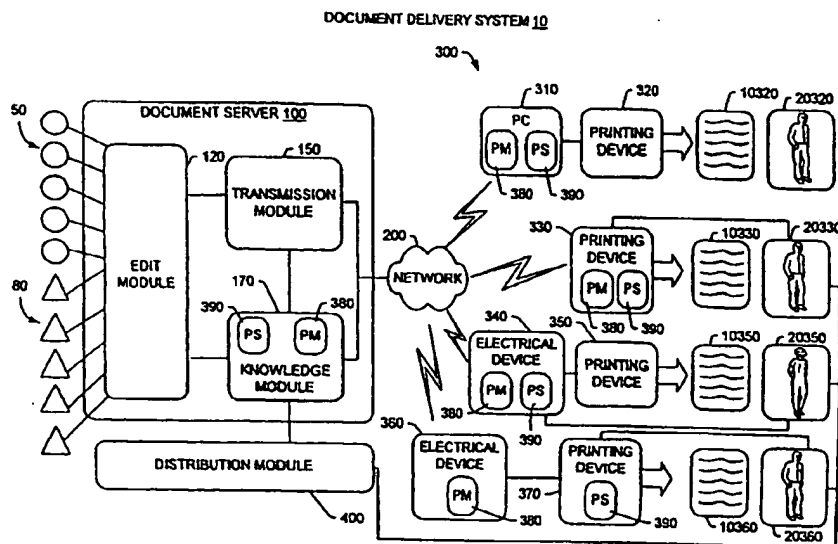 DOCUMENT DELIVERY SYSTEM 10
300
50
DOCUMENT SERVER 100
120
150
TRANSMISSION MODULE
EDIT MODULE
80
170
390
380
PS
PM
KNOWLEDGE MODULE
DISTRIBUTION MODULE
400
200
NETWORK
310
PC
PM
PS
380
390
320
PRINTING DEVICE
10320
20320
330
PRINTING DEVICE
PM
PS
380
390
10330
20330
340
ELECTRICAL DEVICE
PM
PS
380
390
350
PRINTING DEVICE
10350
20350
360
ELECTRICAL DEVICE
PM
380
370
PRINTING DEVICE
PS
390
10360
20360